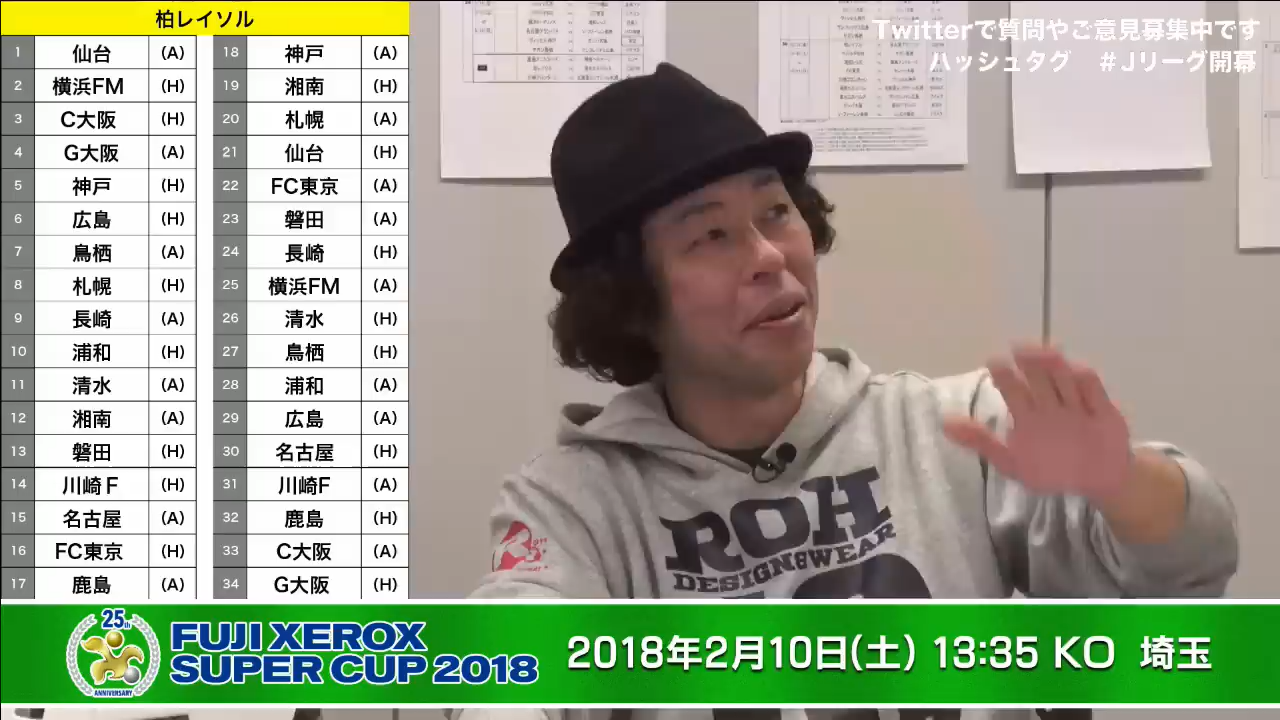 柏レイソル
1 仙台 (A) 18 神戸 (A)
2 横浜FM (H) 19 湘南 (H)
3 C大阪 (H) 20 札幌 (A)
4 G大阪 (A) 21 仙台 (H)
5 神戸 (H) 22 FC東京 (A)
6 広島 (H) 23 磐田 (A)
7 鳥栖 (A) 24 長崎 (H)
8 札幌 (H) 25 横浜FM (A)
9 長崎 (A) 26 清水 (H)
10 浦和 (H) 27 鳥栖 (H)
11 清水 (A) 28 浦和 (A)
12 湘南 (A) 29 広島 (A)
13 磐田 (H) 30 名古屋 (H)
14 川崎F (H) 31 川崎F (A)
15 名古屋 (A) 32 鹿島 (H)
16 FC東京 (H) 33 C大阪 (A)
17 鹿島 (A) 34 G大阪 (H)
Twitterで質問やご意見募集中です
ハッシュタグ #Jリーグ開幕
ROH
DESIGN&WEAR
25th
ANNIVERSARY
FUJI XEROX
SUPER CUP 2018
2018年2月10日(土) 13:35 KO 埼玉